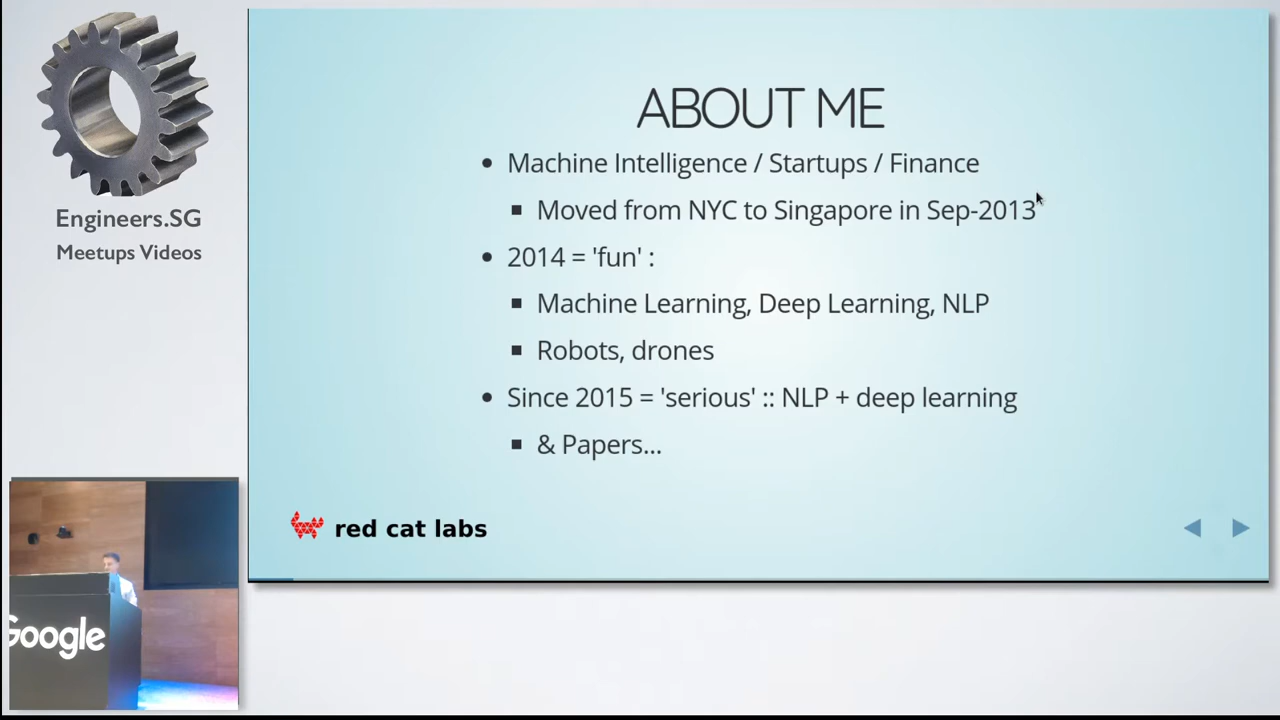 Engineers.SG
Meetups Videos
ABOUT ME
• Machine Intelligence / Startups / Finance
▪ Moved from NYC to Singapore in Sep-2013
• 2014 = 'fun' :
▪ Machine Learning, Deep Learning, NLP
▪ Robots, drones
• Since 2015 = 'serious' :: NLP + deep learning
▪ & Papers...
red cat labs
Google